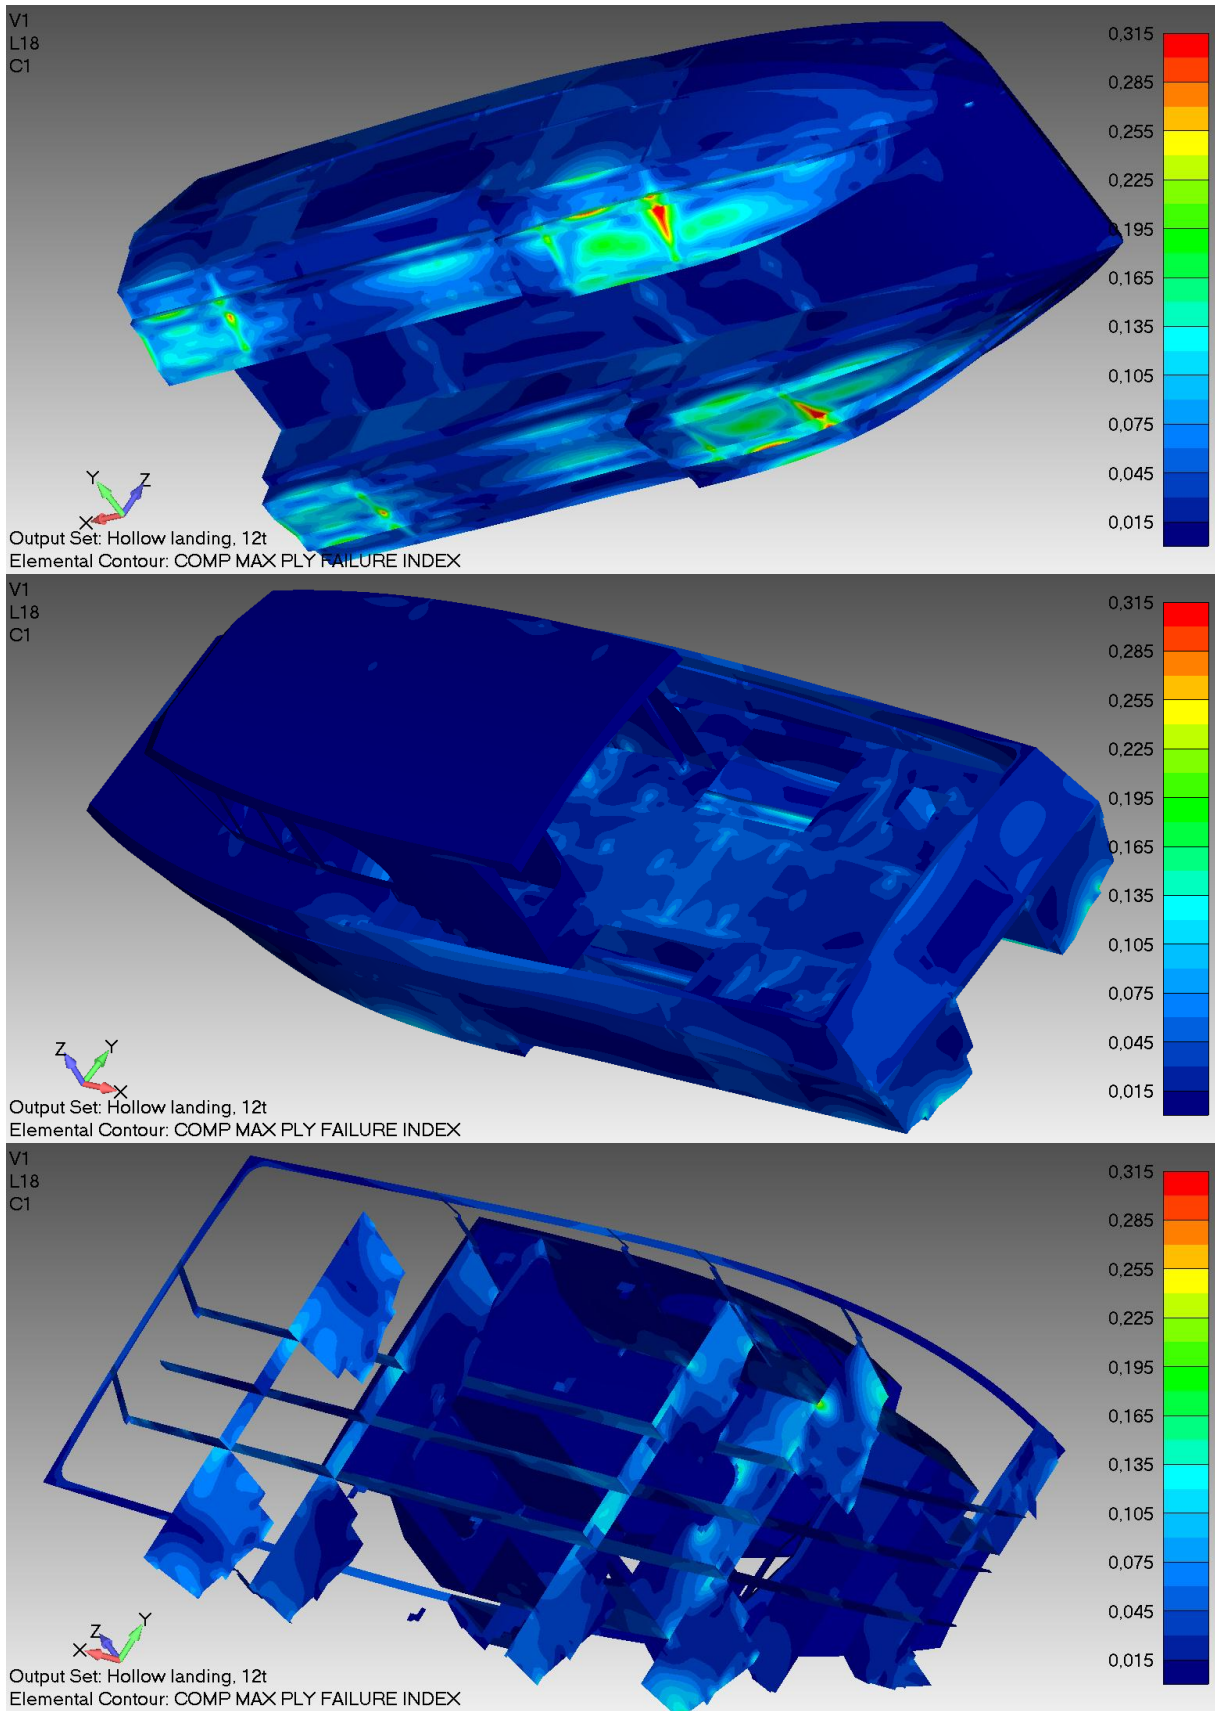 V1
L18
C1
0,315
0,285
0,255
0,225
0,195
0,165
0,135
0,105
0,075
0,045
0,015
Y
Z
X
Output Set: Hollow landing, 12t
Elemental Contour: COMP MAX PLY FAILURE INDEX
V1
L18
C1
0,315
0,285
0,255
0,225
0,195
0,165
0,135
0,105
0,075
0,045
0,015
Z
Y
X
Output Set: Hollow landing, 12t
Elemental Contour: COMP MAX PLY FAILURE INDEX
V1
L18
C1
0,315
0,285
0,255
0,225
0,195
0,165
0,135
0,105
0,075
0,045
0,015
Y
Z
X
Output Set: Hollow landing, 12t
Elemental Contour: COMP MAX PLY FAILURE INDEX